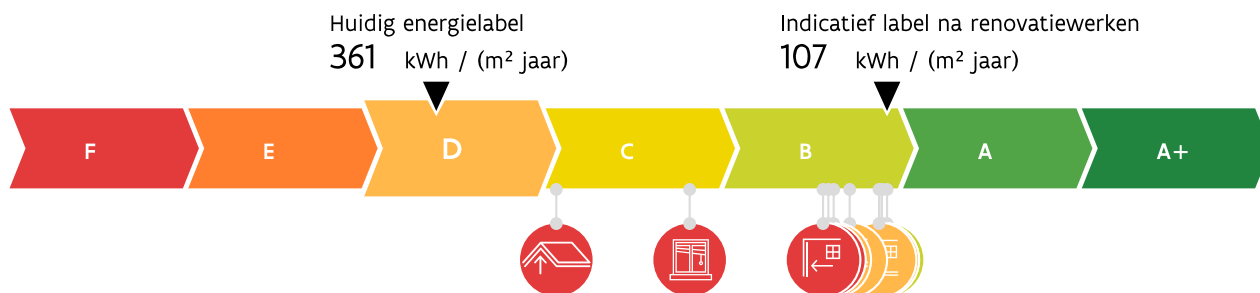 Huidig energielabel
361 kWh / (m² jaar)
Indicatief label na renovatiewerken
107 kWh / (m² jaar)
F E D C B A A+